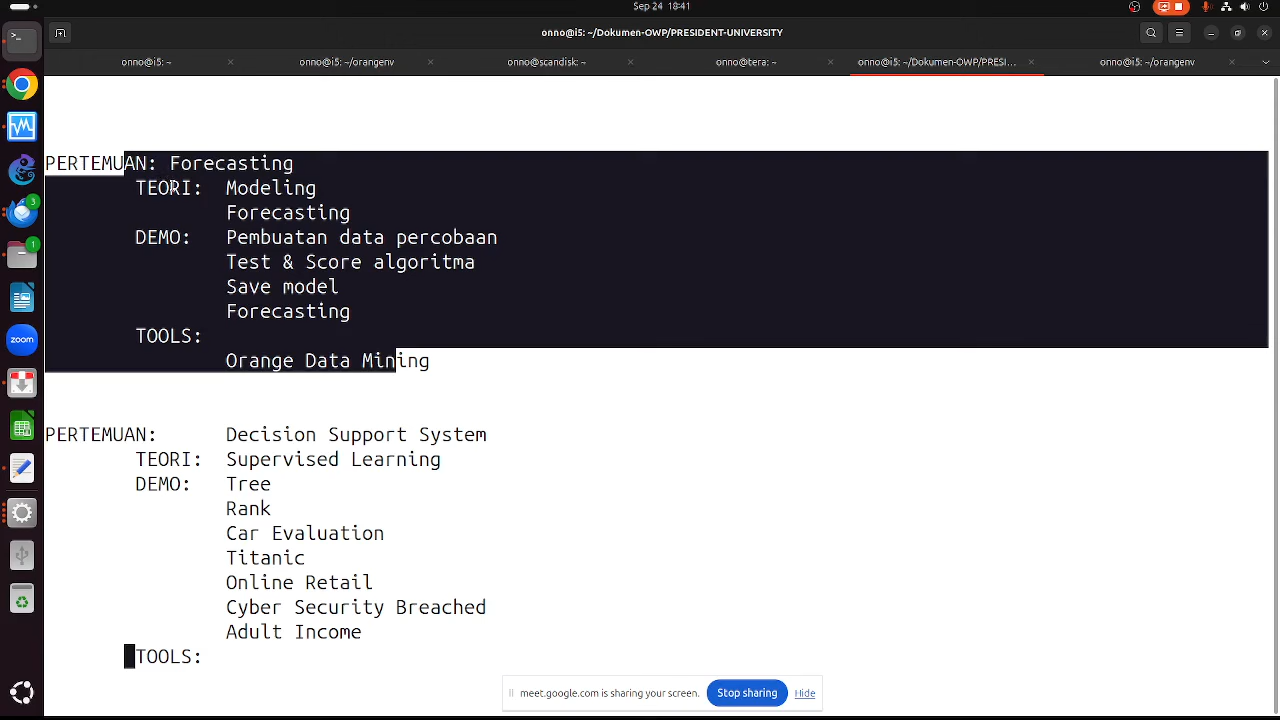 Sep 24 18:41
onno@i5: ~/Dokumen-OWP/PRESIDENT-UNIVERSITY
onno@i5: ~
onno@i5: ~/orangenv
onno@scandisk: ~
onno@tera: ~
onno@i5: ~/Dokumen-OWP/PRESI...
onno@i5: ~/orangenv
PERTEMUAN: Forecasting
TEORI: Modeling
Forecasting
DEMO: Pembuatan data percobaan
Test & Score algoritma
Save model
Forecasting
TOOLS:
Orange Data Mining
PERTEMUAN: Decision Support System
TEORI: Supervised Learning
DEMO: Tree
Rank
Car Evaluation
Titanic
Online Retail
Cyber Security Breached
Adult Income
TOOLS:
3
1
zoom
meet.google.com is sharing your screen. Stop sharing Hide